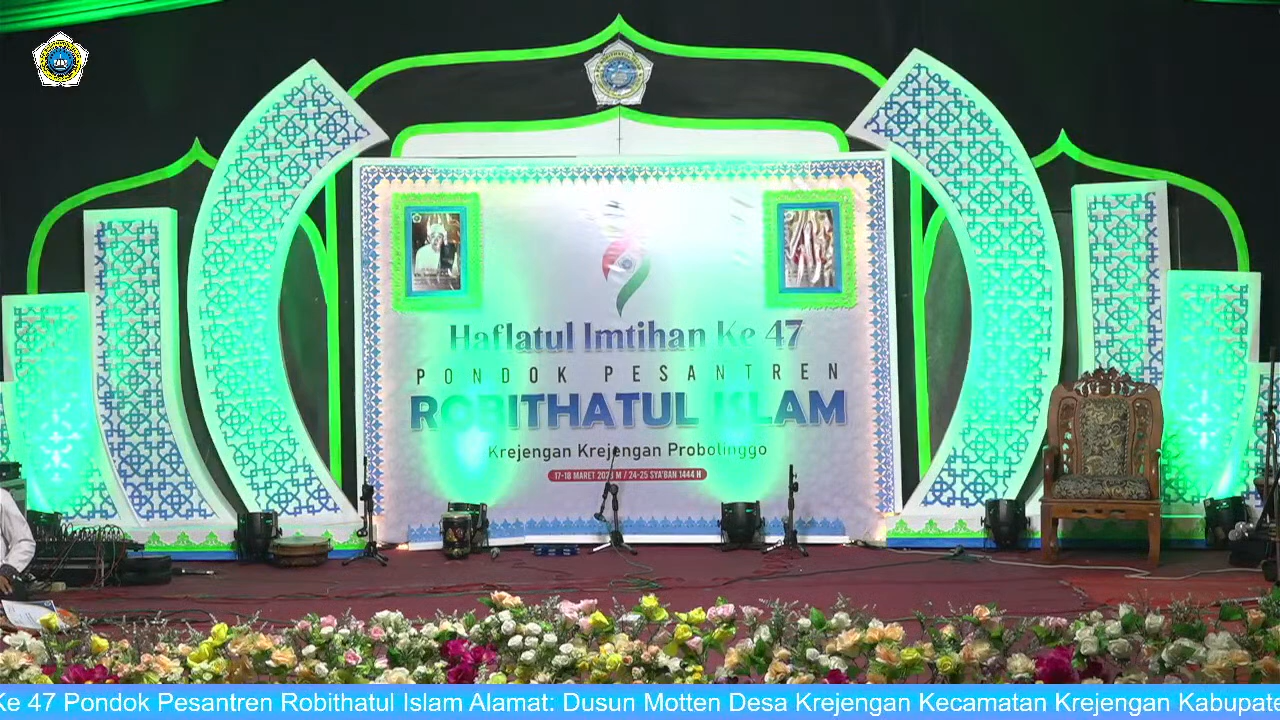 Haflatul Imtihan Ke 47
PONDOK PESANTREN
ROBITHATUL ISLAM
Krejengan Krejengan Probolinggo
17-18 MARET 2023 M / 24-25 SYA'BAN 1444 H
Ke 47 Pondok Pesantren Robithatul Islam Alamat: Dusun Motten Desa Krejengan Kecamatan Krejengan Kabupate